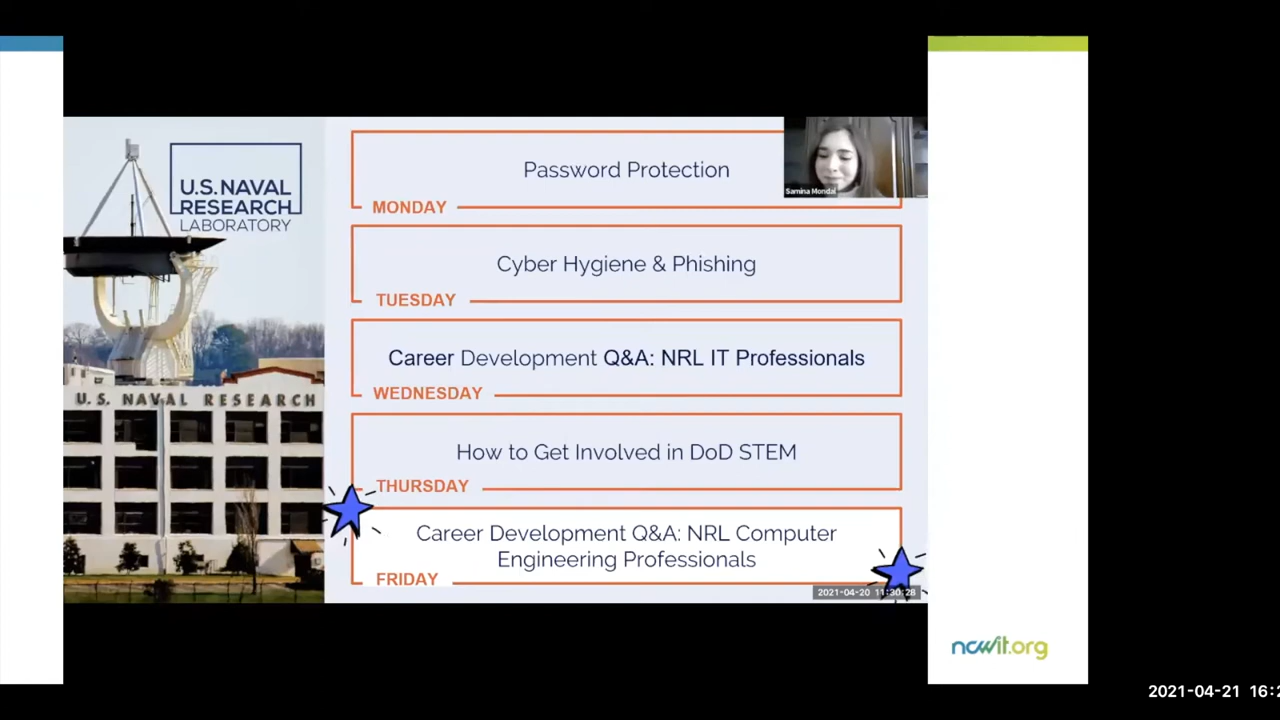 U.S. NAVAL
RESEARCH
LABORATORY
U. S. NAVAL RESEARCH
Password Protection
MONDAY
Samina Mondal
Cyber Hygiene & Phishing
TUESDAY
Career Development Q&A: NRL IT Professionals
WEDNESDAY
How to Get Involved in DoD STEM
THURSDAY
Career Development Q&A: NRL Computer
Engineering Professionals
FRIDAY
2021-04-20 11:30:28
ncwit.org
2021-04-21 16:2